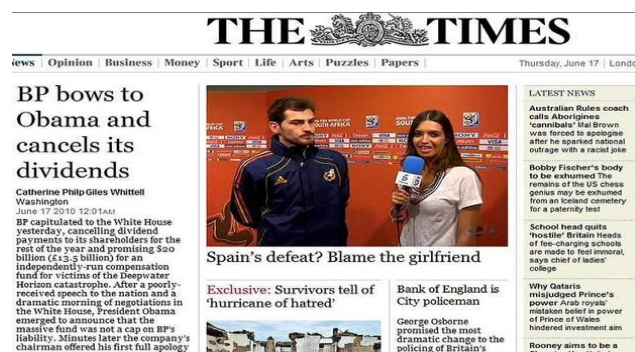 THE TIMES
News Opinion Business Money Sport Life Arts Puzzles Papers
Thursday, June 17
BP bows to
Obama and
cancels its
dividends
Catherine Philip Giles Whittell
Washington
June 17 2010 12:01AM
BP capitulated to the White House
yesterday, cancelling dividend
payments to its shareholders for the
rest of the year and promising $20
billion (£13.5 billion) for an
independently-run compensation
fund for victims of the Deepwater
Horizon catastrophe. After a poorly-
received speech to the nation and a
dramatic morning of negotiations in
the White House, President Obama
emerged to announce that the
massive fund was not a cap on BP's
liability. Minutes later the company's
chairman offered his first full apology
SOUTH AFRICA
SONY
VISA
Spain's defeat? Blame the girlfriend
Exclusive: Survivors tell of
'hurricane of hatred'
Bank of England is
City policeman
George Osborne
promised the most
dramatic change to the
policing of Britain's
LATEST NEWS
Australian Rules coach
calls Aborigines
'cannibals' Mal Brown
was forced to apologise
after he sparked national
outrage with a racist joke
Bobby Fischer's body
to be exhumed The
remains of the US chess
genius may be exhumed
from an Iceland cemetery
for a paternity test
School head quits
'hostile' Britain Heads
of fee-charging schools
are made to feel immoral,
says chief of ladies'
college
Why Qataris
misjudged Prince's
power Arab royals'
mistaken belief in power
of Prince of Wales
hindered investment aim
Rooney aims to be a